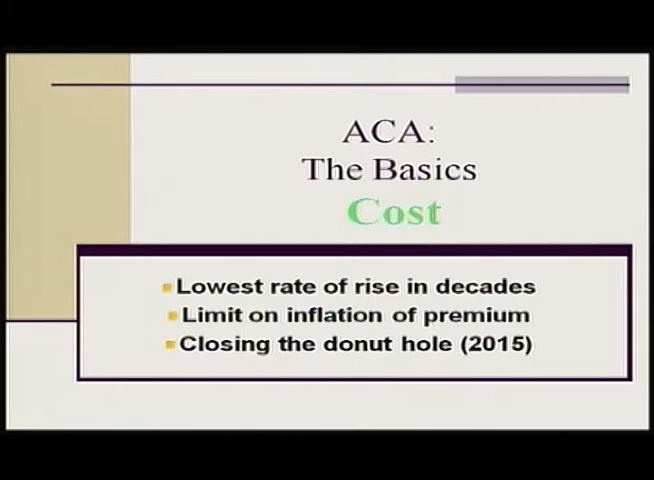 ACA:
The Basics
Cost
Lowest rate of rise in decades
Limit on inflation of premium
Closing the donut hole (2015)